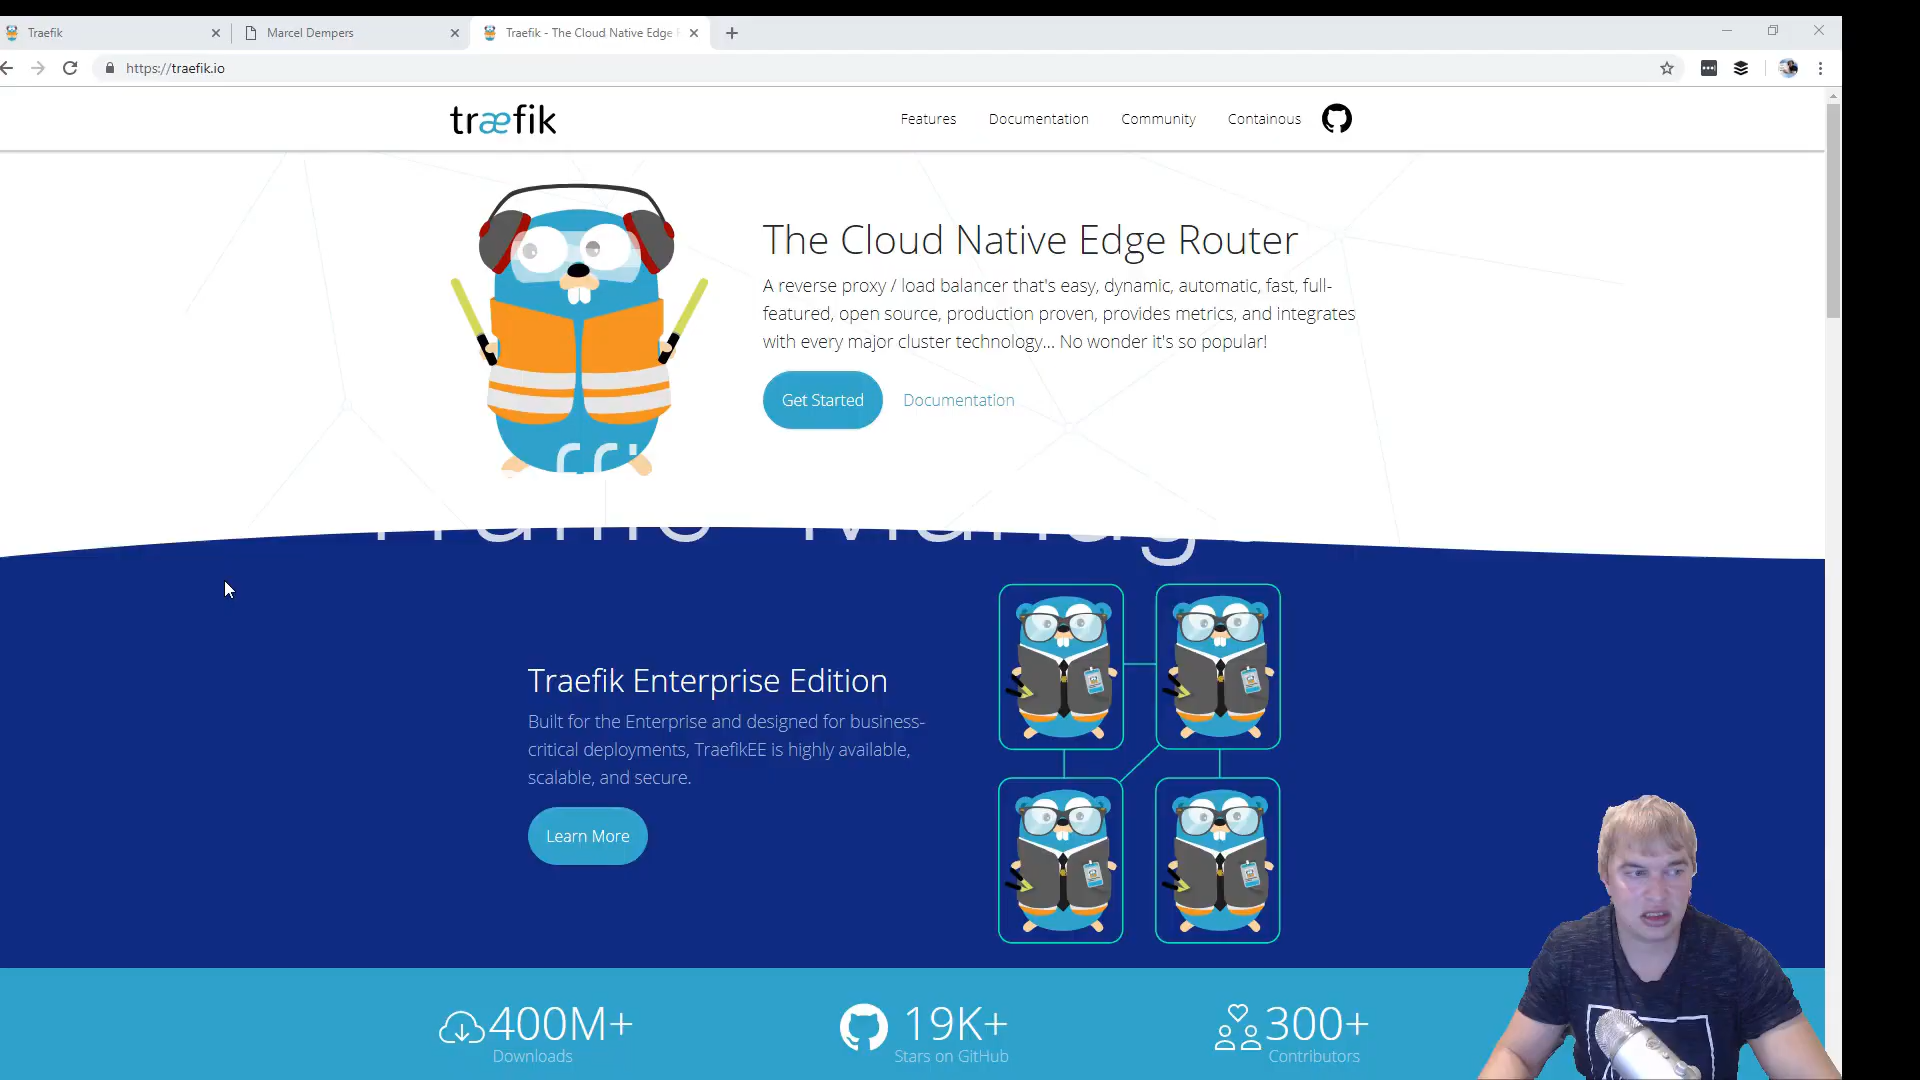 Traefik
Marcel Dempers
Traefik - The Cloud Native Edge
https://traefik.io
træfik
Features
Documentation
Community
Containous
The Cloud Native Edge Router
A reverse proxy / load balancer that's easy, dynamic, automatic, fast, full-
featured, open source, production proven, provides metrics, and integrates
with every major cluster technology... No wonder it's so popular!
Get Started
Documentation
Traefik Enterprise Edition
Built for the Enterprise and designed for business-
critical deployments, TraefikEE is highly available,
scalable, and secure.
Learn More
400M+
Downloads
19K+
Stars on GitHub
300+
Contributors